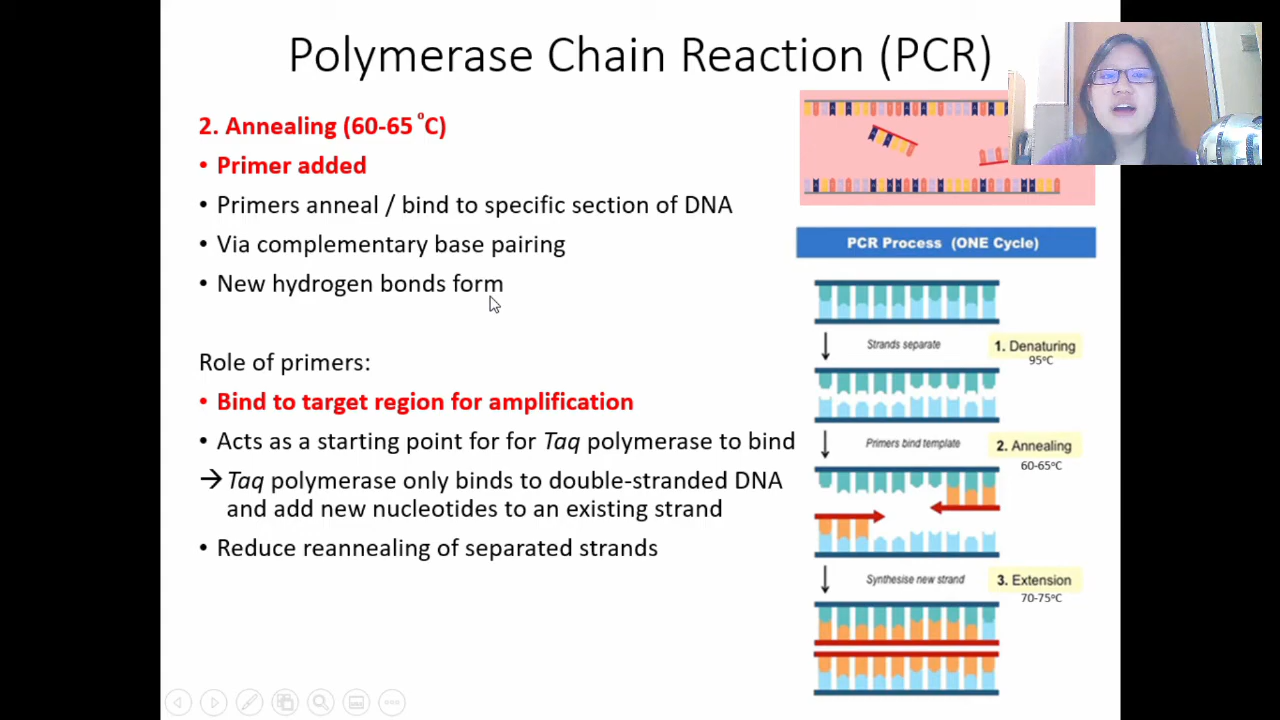 Polymerase Chain Reaction (PCR)
2. Annealing (60-65 °C)
• Primer added
• Primers anneal / bind to specific section of DNA
• Via complementary base pairing
• New hydrogen bonds form
Role of primers:
• Bind to target region for amplification
• Acts as a starting point for for Taq polymerase to bind
→ Taq polymerase only binds to double-stranded DNA
and add new nucleotides to an existing strand
• Reduce reannealing of separated strands
PCR Process (ONE Cycle)
Strands separate
1. Denaturing
95°C
Primers bind template
2. Annealing
60-65°C
Synthesise new strand
3. Extension
70-75°C